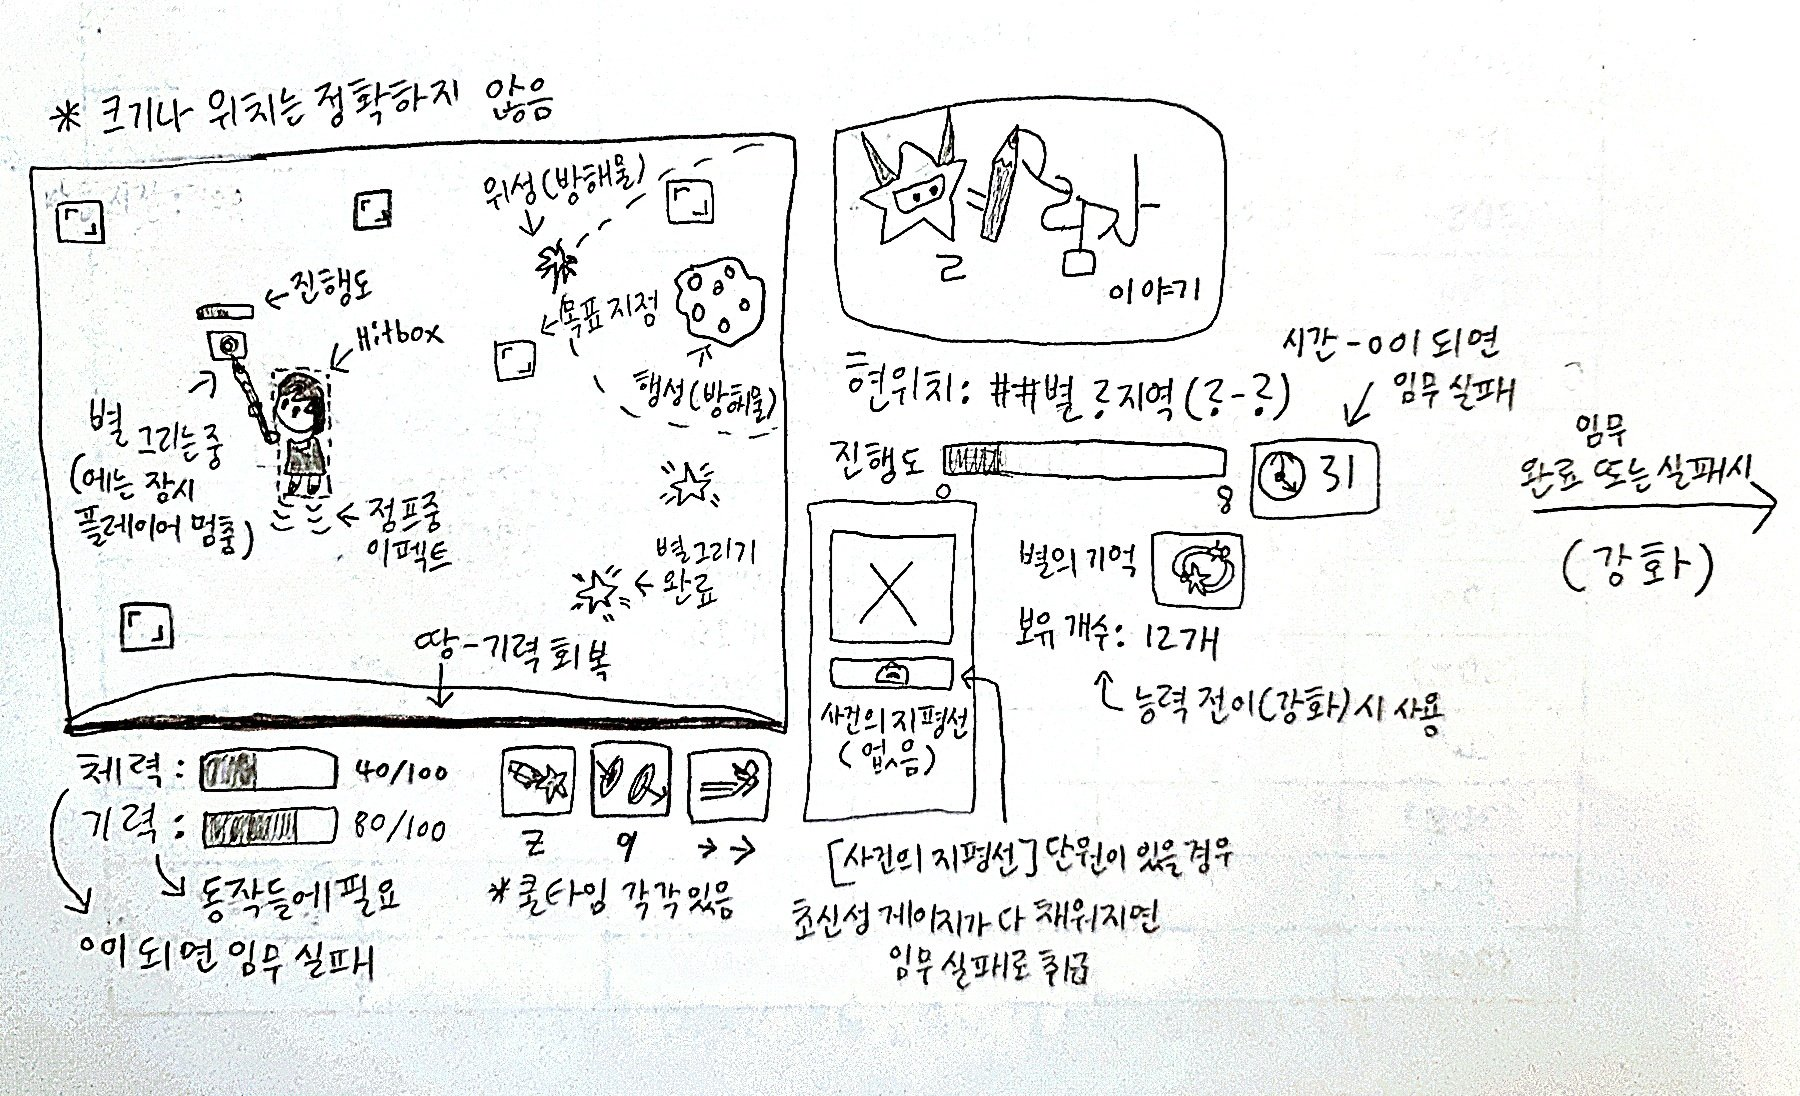 * 크기나 위치는 정확하지 않음
위성(방해물)
진행도
Hitbox
목표지정
행성(방해물)
별 그리는 중
(에는 잠시
플레이어 멈춤)
점프중
이펙트
별그리기
완료
땅-기력 회복
체력: 40/100
기력: 80/100
동작들에 필요
0이 되면 임무 실패
z q → →
*쿨타임 각각 있음
이야기
현위치: ##별 ㄹ지역(ㄹ-ㄹ)
시간-0이 되면
임무 실패
진행도
0 8
31
별의 기억
보유 개수: 12개
능력 전이(강화)시 사용
사건의 지평선
(없음)
[사건의 지평선] 단원이 있을 경우
초신성 게이지가 다 채워지면
임무 실패로 취급
임무
완료 또는 실패시
(강화)